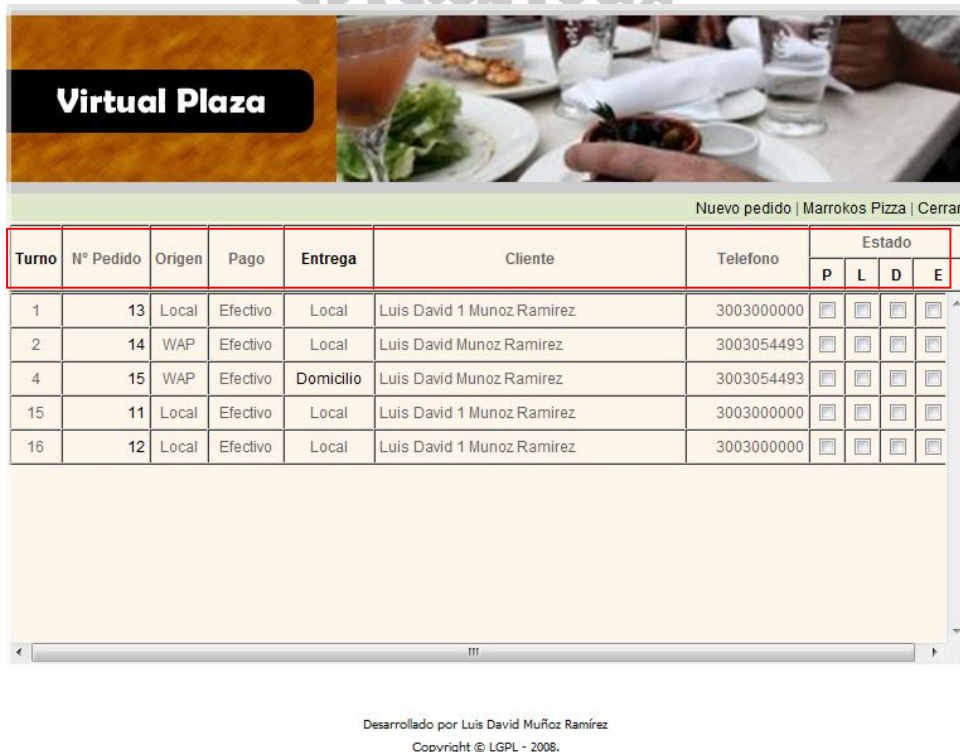 Virtual Plaza
Nuevo pedido | Marrokos Pizza | Cerrar
Turno N° Pedido Origen Pago Entrega Cliente Telefono Estado
P L D E
1 13 Local Efectivo Local Luis David 1 Munoz Ramirez 3003000000
2 14 WAP Efectivo Local Luis David Munoz Ramirez 3003054493
4 15 WAP Efectivo Domicilio Luis David Munoz Ramirez 3003054493
15 11 Local Efectivo Local Luis David 1 Munoz Ramirez 3003000000
16 12 Local Efectivo Local Luis David 1 Munoz Ramirez 3003000000
Desarrollado por Luis David Muñoz Ramírez
Copyright © LGPL - 2008.